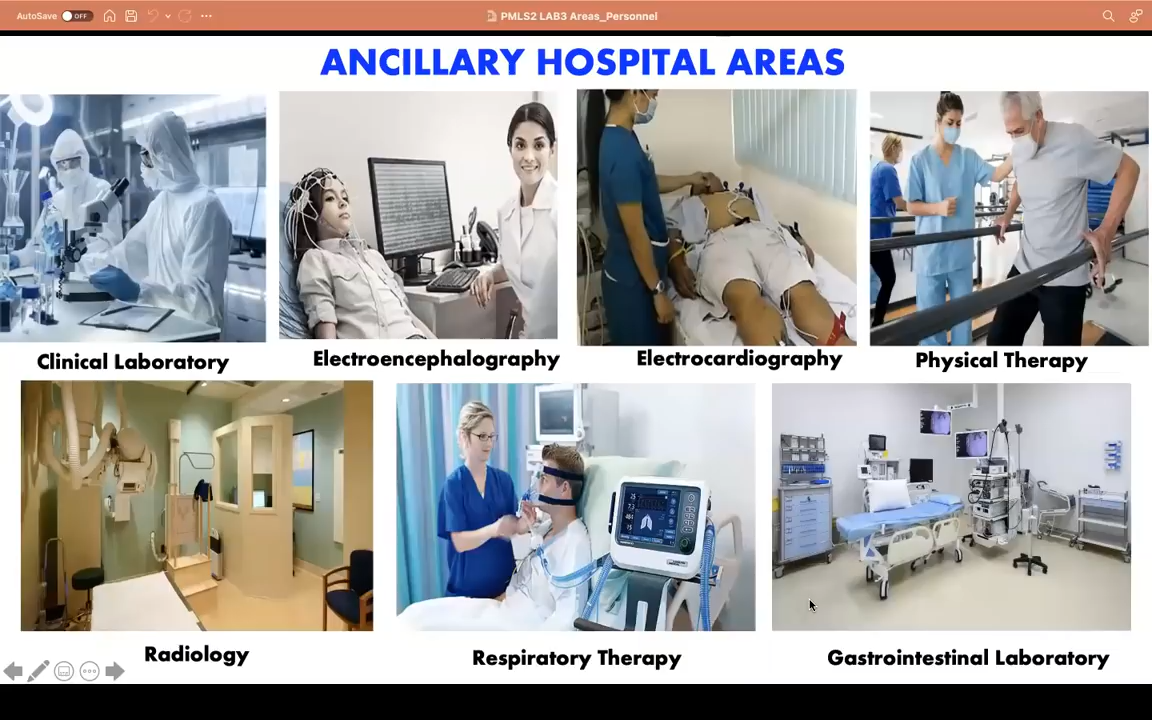 AutoSave OFF
PMLS2 LAB3 Areas_Personnel
ANCILLARY HOSPITAL AREAS
Clinical Laboratory
Electroencephalography
Electrocardiography
Physical Therapy
Radiology
Respiratory Therapy
Gastrointestinal Laboratory